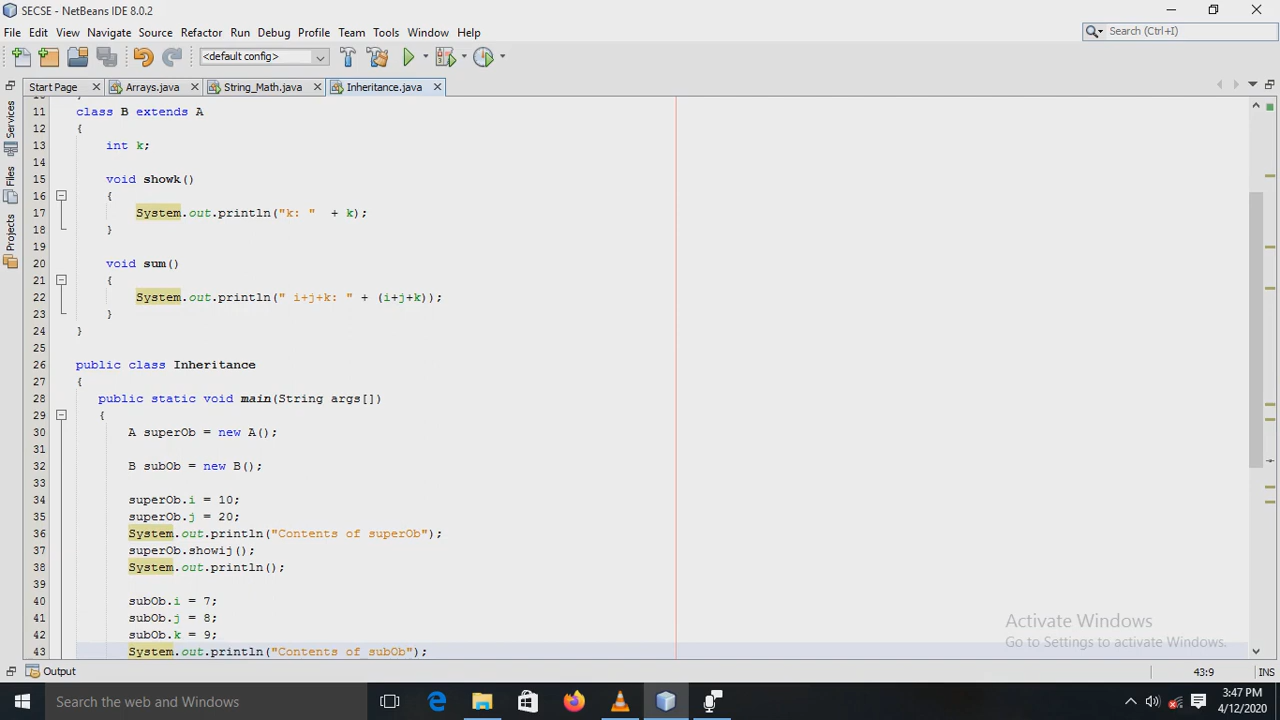 SECSE - NetBeans IDE 8.0.2
File Edit View Navigate Source Refactor Run Debug Profile Team Tools Window Help
Search (Ctrl+I)
<default config>
Start Page Arrays.java String_Math.java Inheritance.java
Services
Files
Projects
11 class B extends A
12 {
13 int k;
14
15 void showk()
16 {
17 System.out.println("k: " + k);
18 }
19
20 void sum()
21 {
22 System.out.println(" i+j+k: " + (i+j+k));
23 }
24 }
25
26 public class Inheritance
27 {
28 public static void main(String args[])
29 {
30 A superOb = new A();
31
32 B subOb = new B();
33
34 superOb.i = 10;
35 superOb.j = 20;
36 System.out.println("Contents of superOb");
37 superOb.showij();
38 System.out.println();
39
40 subOb.i = 7;
41 subOb.j = 8;
42 subOb.k = 9;
43 System.out.println("Contents of subOb");
Activate Windows
Go to Settings to activate Windows.
Output
43:9 INS
Search the web and Windows
3:47 PM
4/12/2020